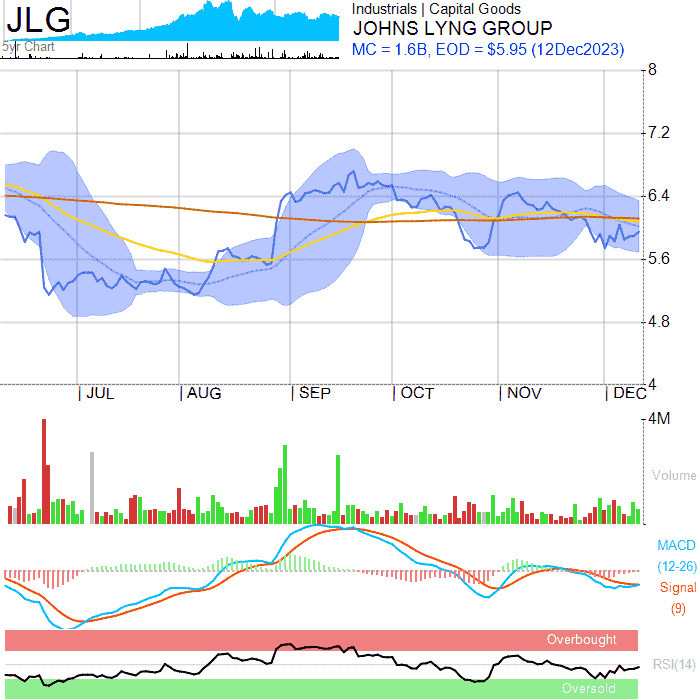 JLG
5yr Chart
Industrials | Capital Goods
JOHNS LYNG GROUP
MC = 1.6B, EOD = $5.95 (12Dec2023)
8
7.2
6.4
5.6
4.8
4
| JUL | AUG | SEP | OCT | NOV | DEC
4M
Volume
MACD
(12-26)
Signal
(9)
Overbought
RSI(14)
Oversold